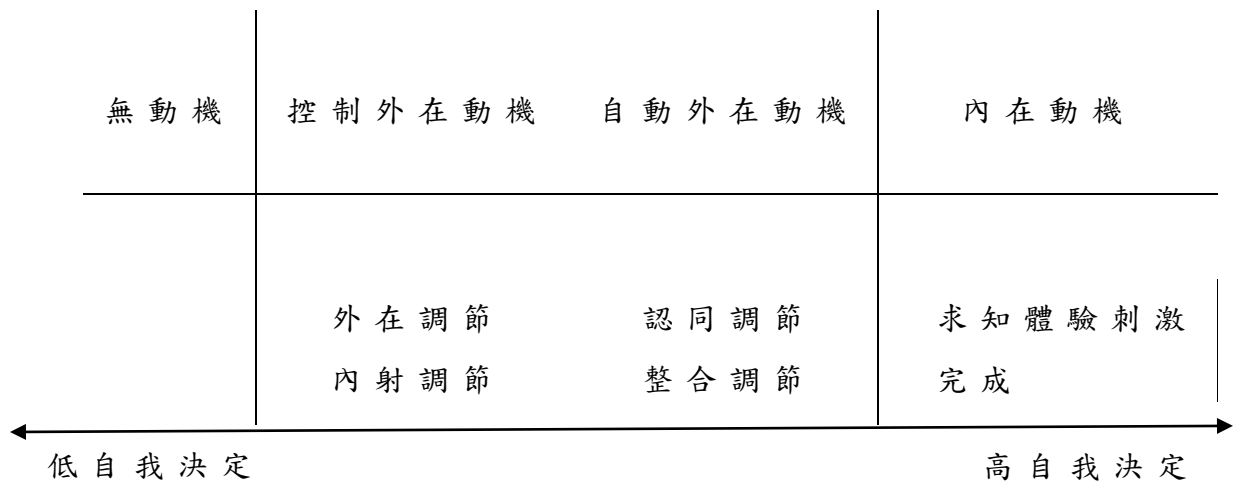 無動機 控制外在動機 自動外在動機 內在動機
外在調節 認同調節 求知體驗刺激
內射調節 整合調節 完成
低自我決定 高自我決定